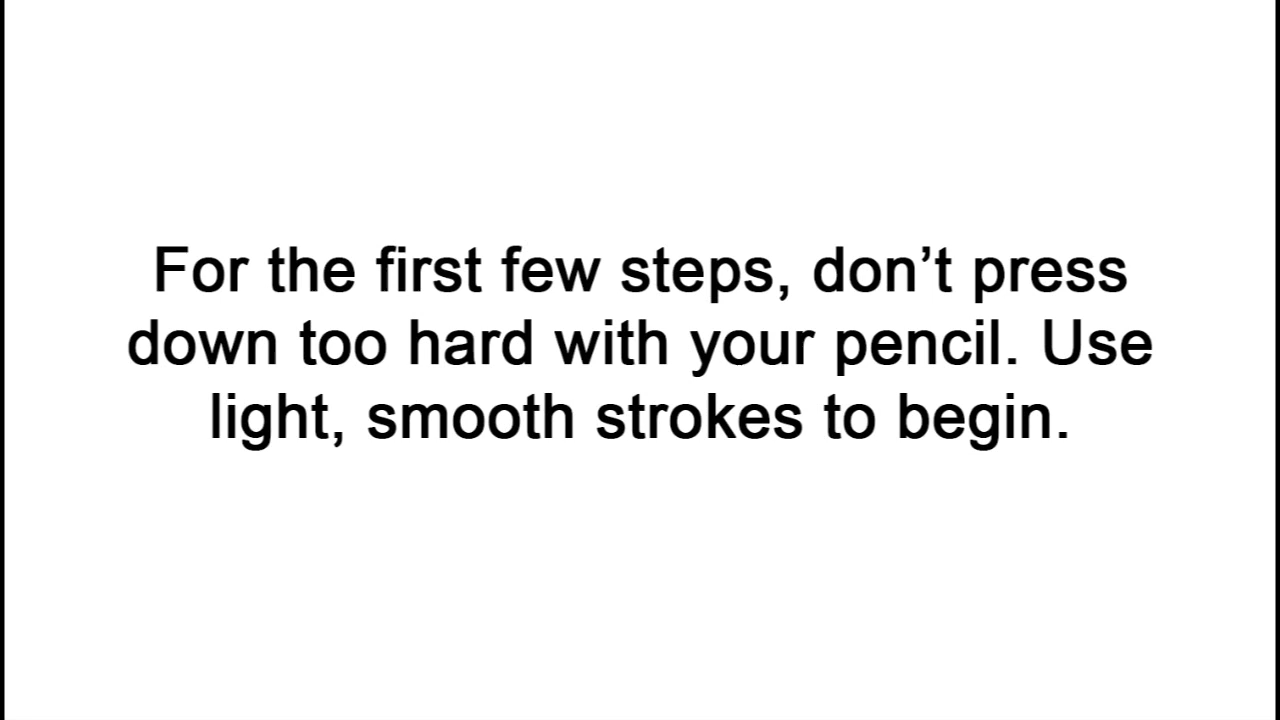 For the first few steps, don’t press
down too hard with your pencil. Use
light, smooth strokes to begin.